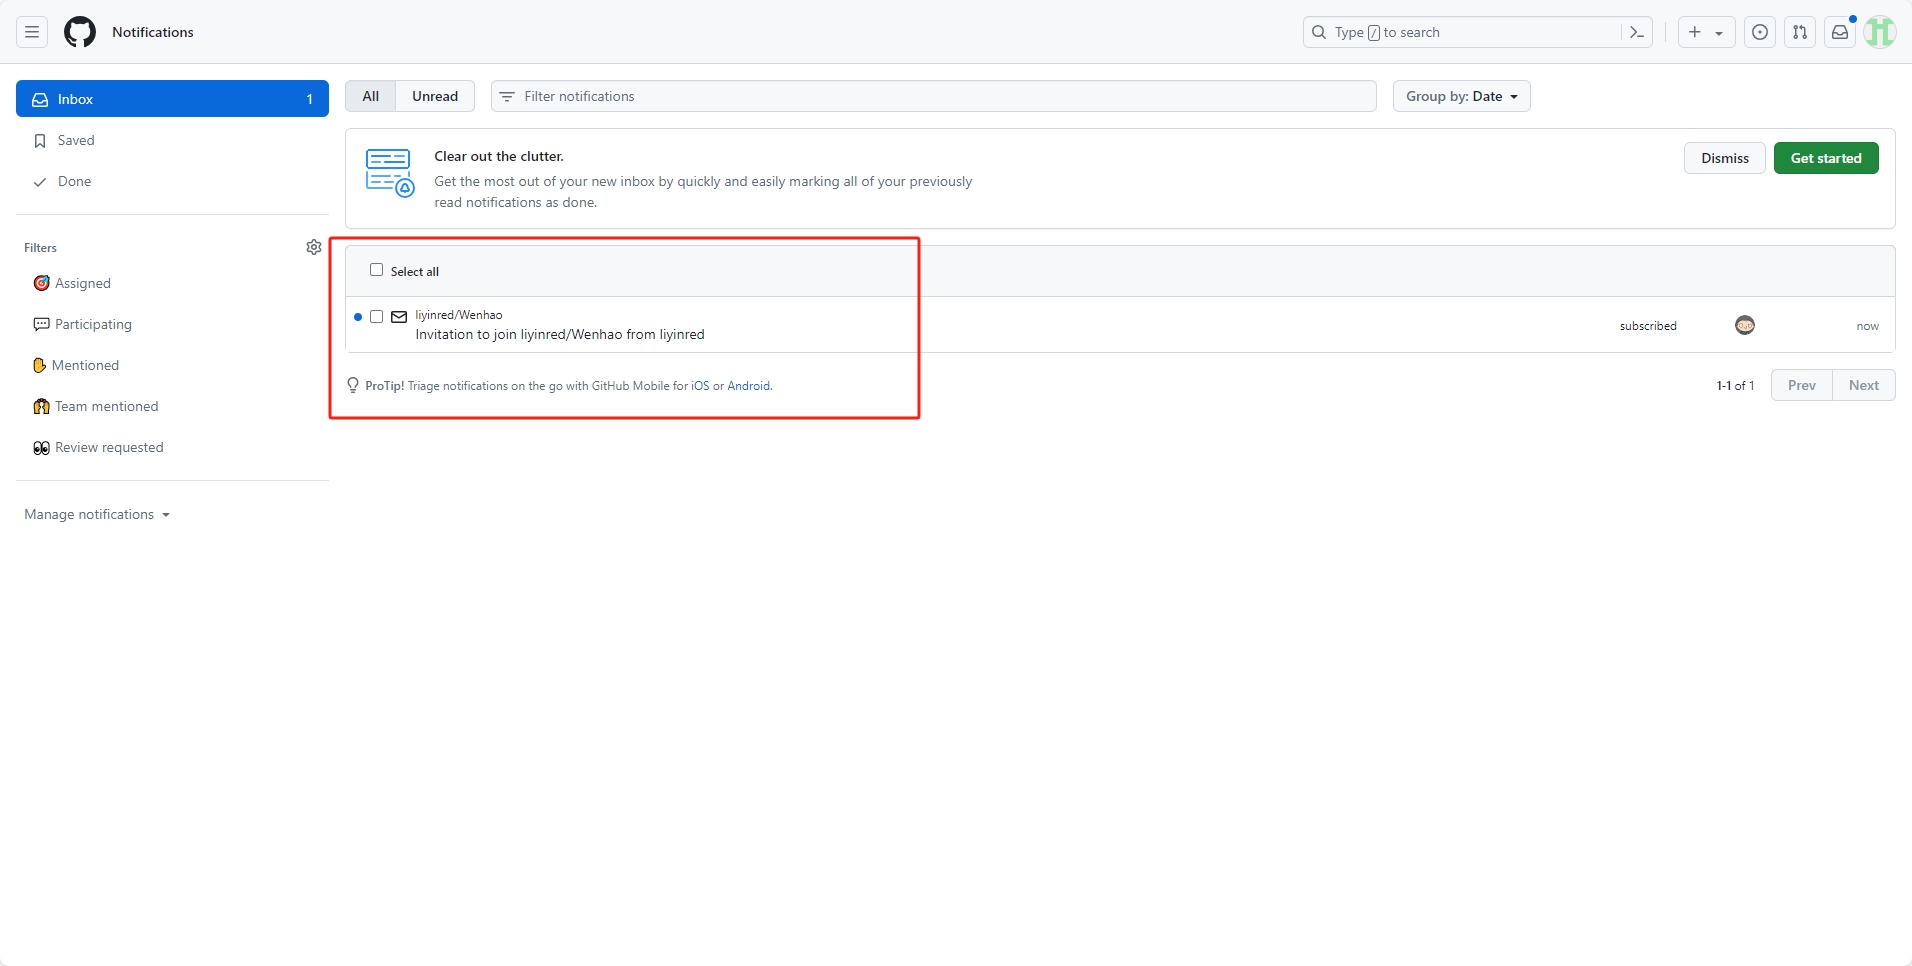 Notifications
Type / to search
Inbox 1
Saved
Done
Filters
Assigned
Participating
Mentioned
Team mentioned
Review requested
Manage notifications
All Unread Filter notifications Group by: Date
Clear out the clutter.
Get the most out of your new inbox by quickly and easily marking all of your previously
read notifications as done.
Dismiss Get started
Select all
liyinred/Wenhao
Invitation to join liyinred/Wenhao from liyinred
subscribed now
ProTip! Triage notifications on the go with GitHub Mobile for iOS or Android.
1-1 of 1 Prev Next